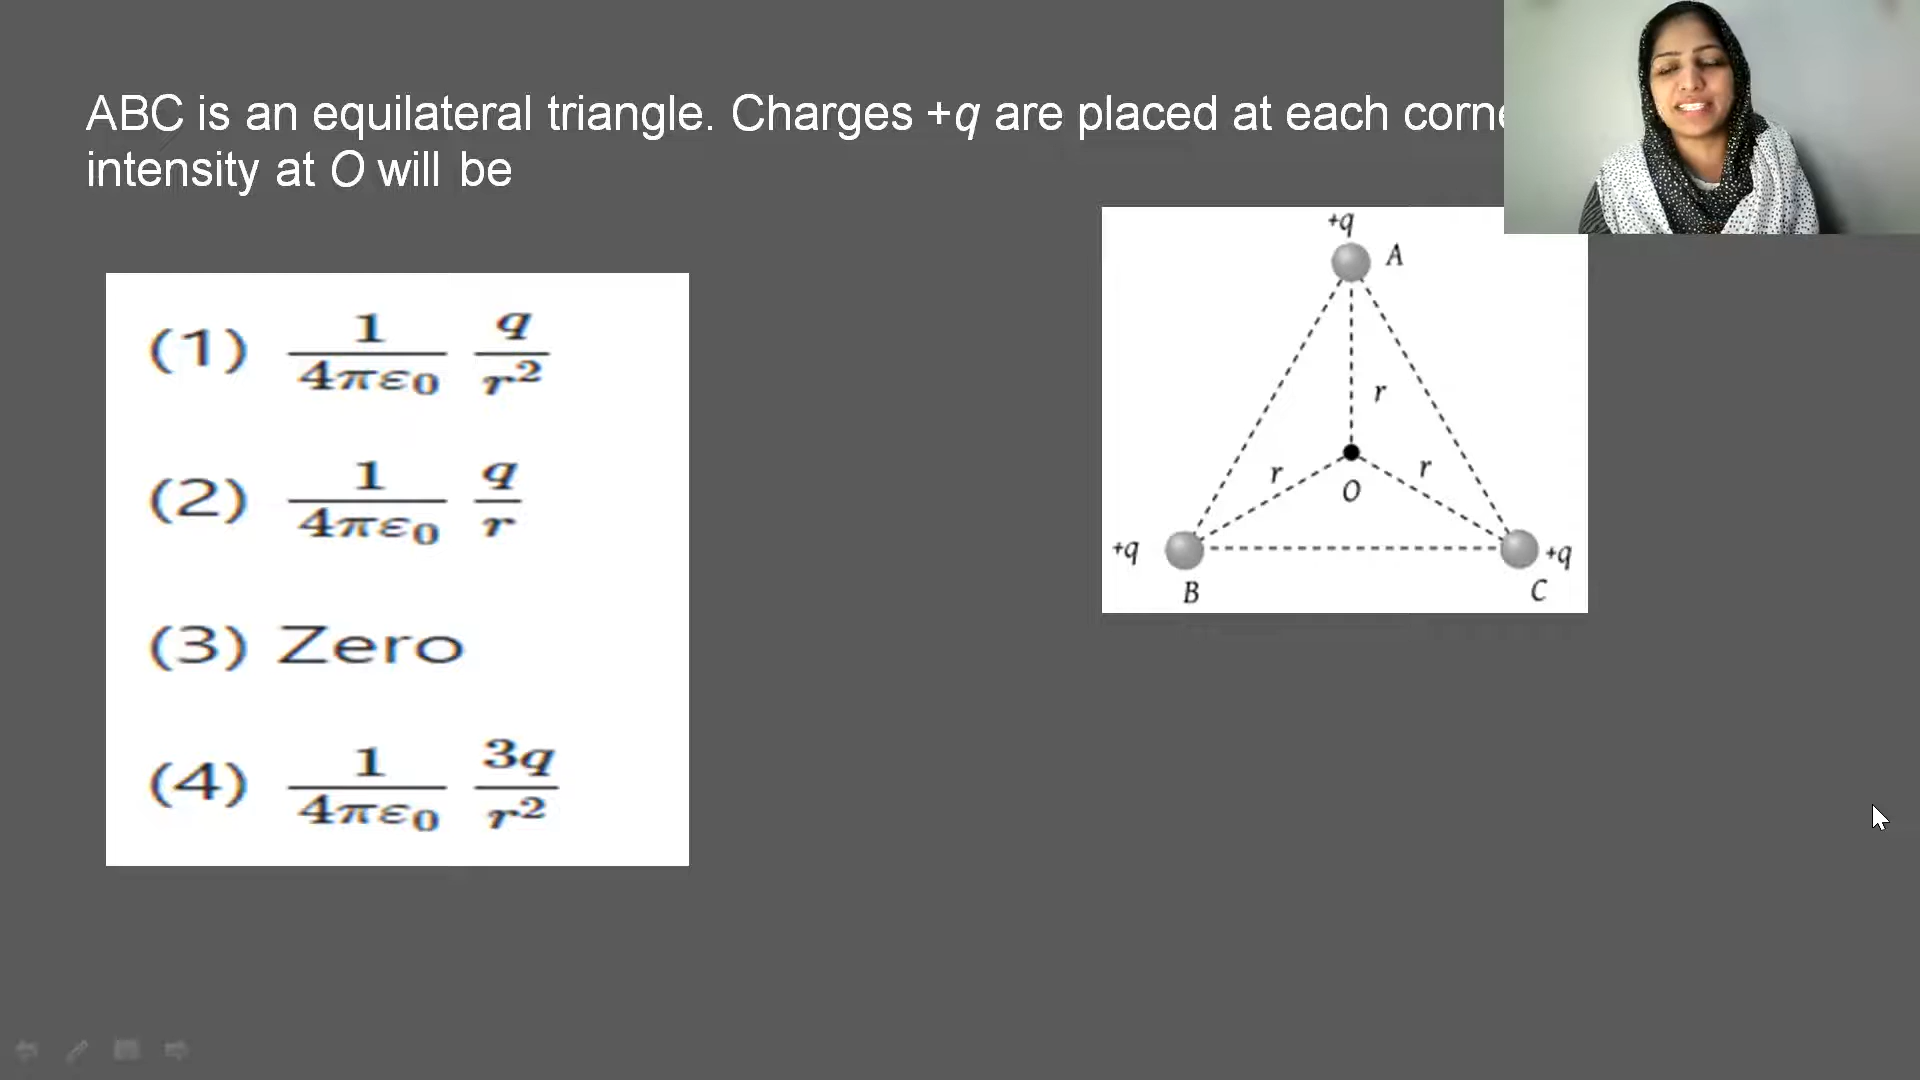 ABC is an equilateral triangle. Charges +q are placed at each
intensity at O will be
(1) 1/4πε₀ q/r²
(2) 1/4πε₀ q/r
(3) Zero
(4) 1/4πε₀ 3q/r²
+q
A
r
r
r
O
+q
+q
B
C